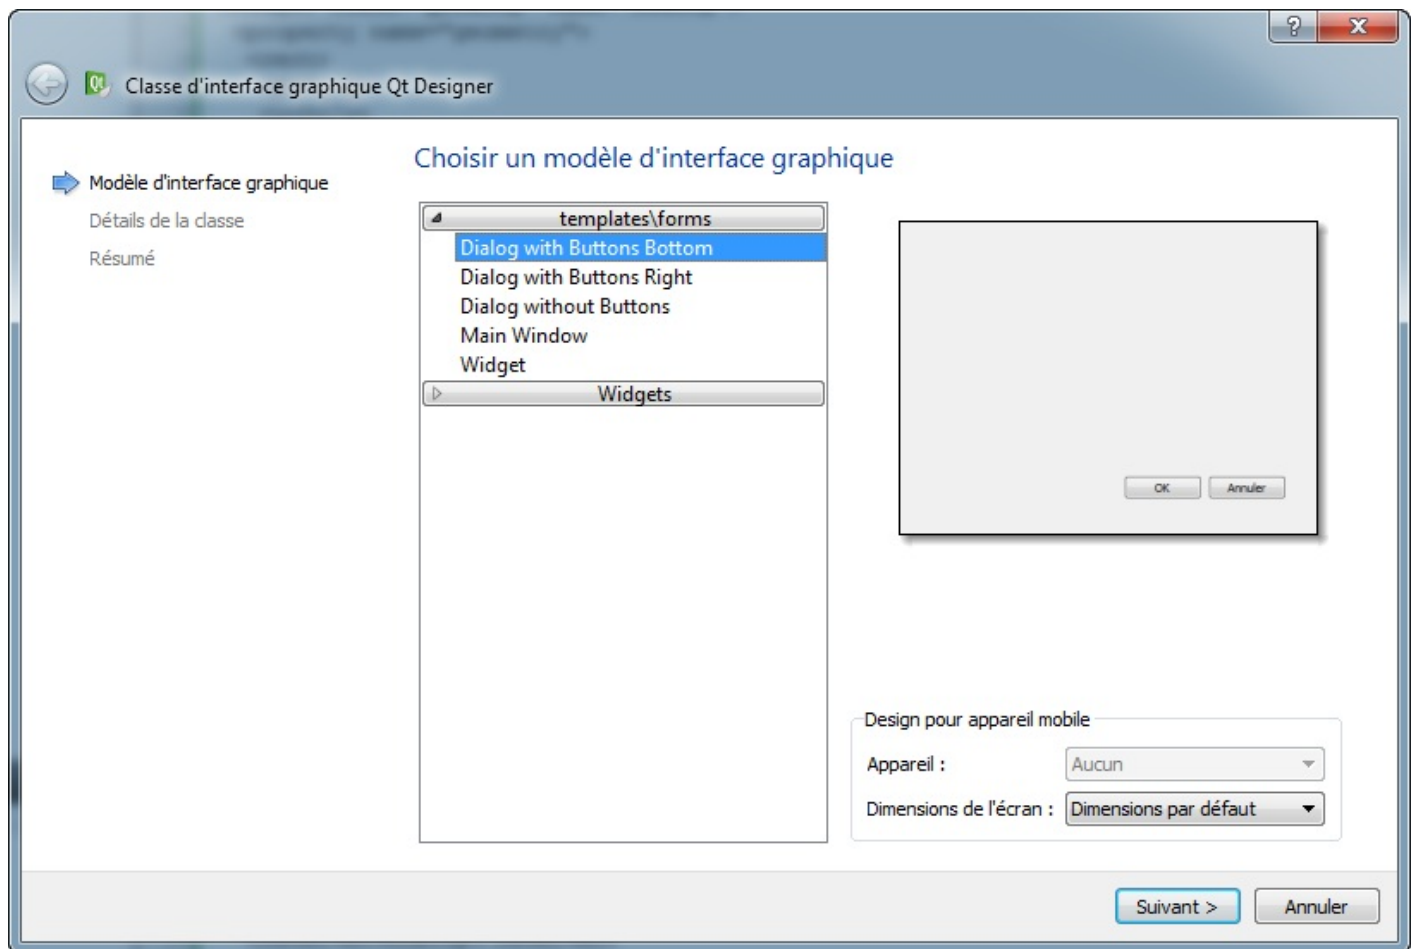 Classe d'interface graphique Qt Designer
Choisir un modèle d'interface graphique
Modèle d'interface graphique
Détails de la classe
Résumé
templates\forms
Dialog with Buttons Bottom
Dialog with Buttons Right
Dialog without Buttons
Main Window
Widget
Widgets
OK Annuler
Design pour appareil mobile
Appareil : Aucun
Dimensions de l'écran : Dimensions par défaut
Suivant > Annuler